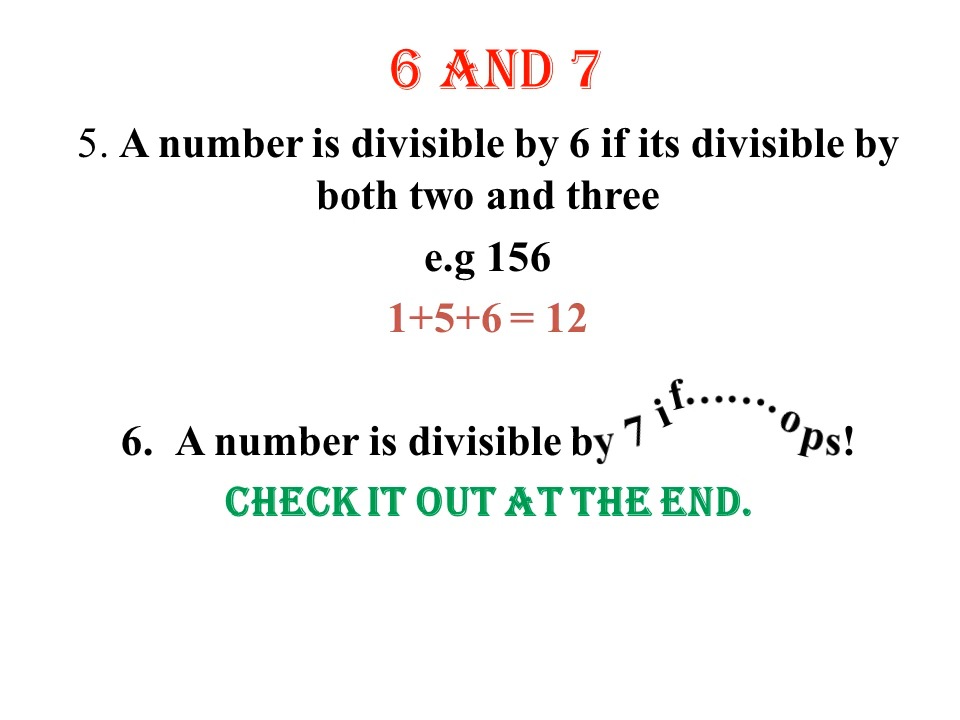 6 AND 7
5. A number is divisible by 6 if its divisible by
both two and three
e.g 156
1+5+6 = 12
6. A number is divisible by 7 if.......ops!
CHECK IT OUT AT THE END.